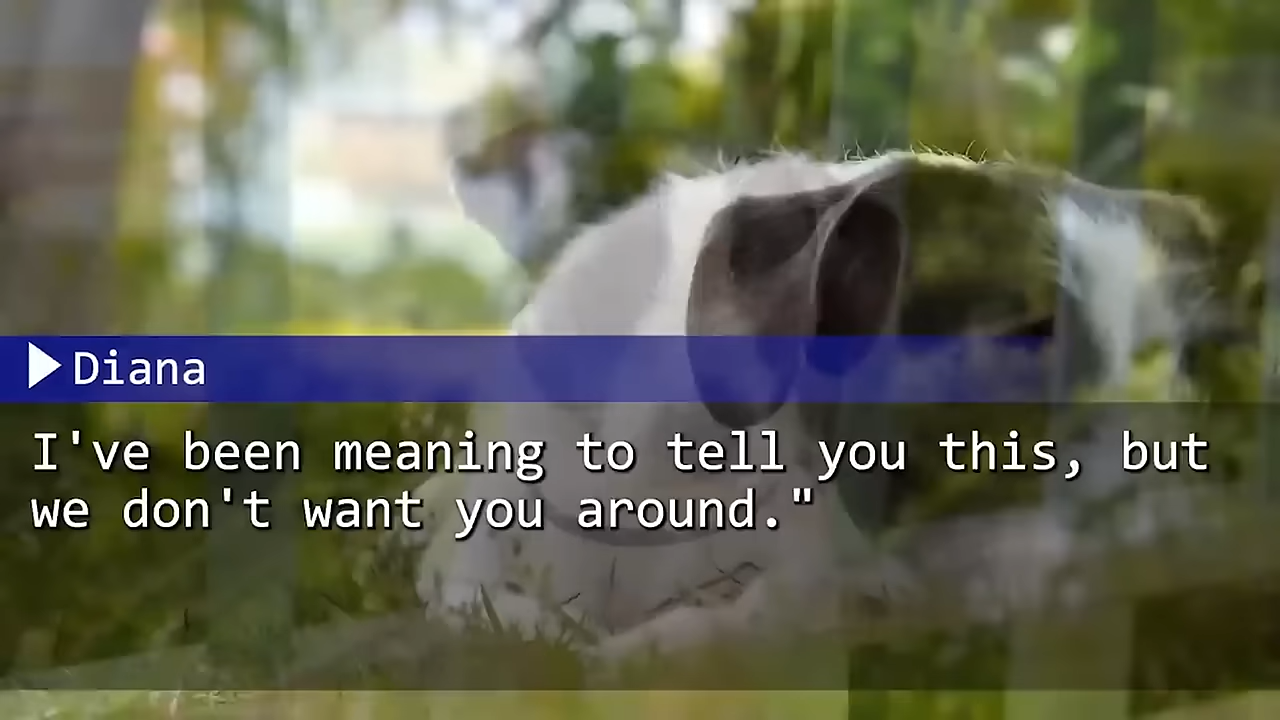 Diana
I've been meaning to tell you this, but
we don't want you around."